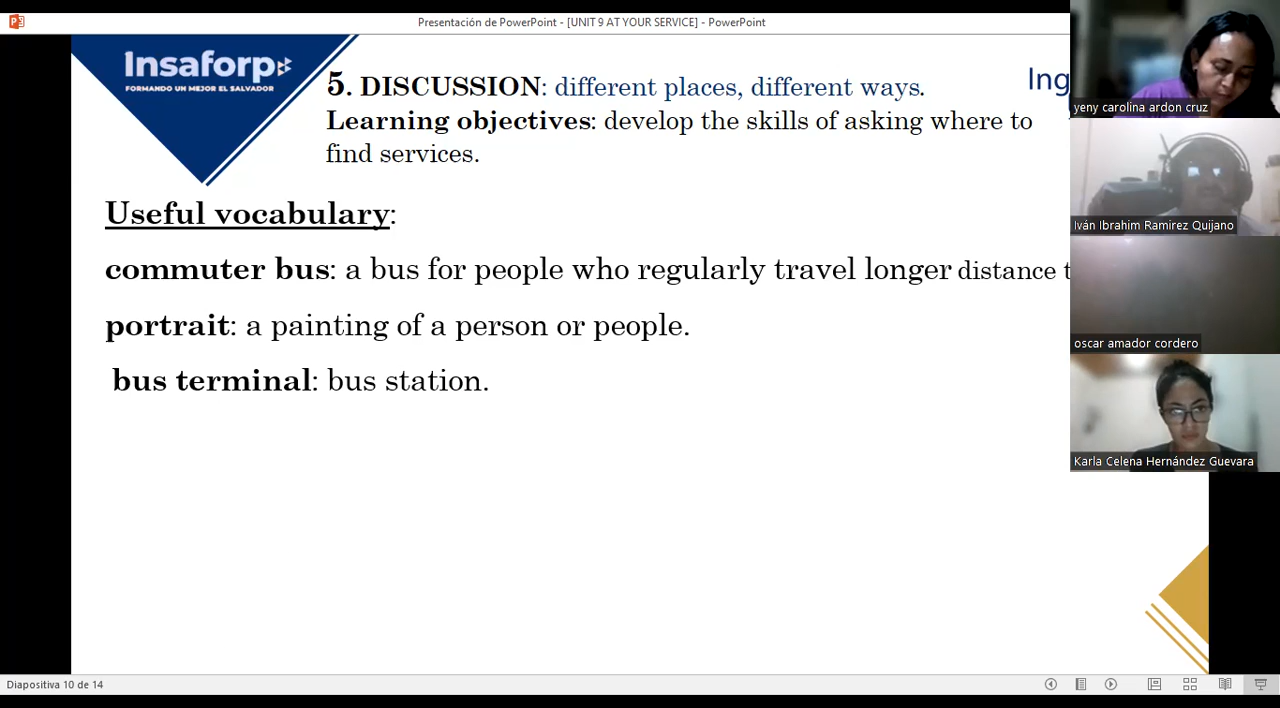 Presentación de PowerPoint - [UNIT 9 AT YOUR SERVICE] - PowerPoint
Insaforp
FORMANDO UN MEJOR EL SALVADOR
5. DISCUSSION: different places, different ways.
Ing
Learning objectives: develop the skills of asking where to
find services.
Useful vocabulary:
commuter bus: a bus for people who regularly travel longer distance t
portrait: a painting of a person or people.
bus terminal: bus station.
yeny carolina ardon cruz
Iván Ibrahim Ramirez Quijano
oscar amador cordero
Karla Celena Hernández Guevara
Diapositiva 10 de 14